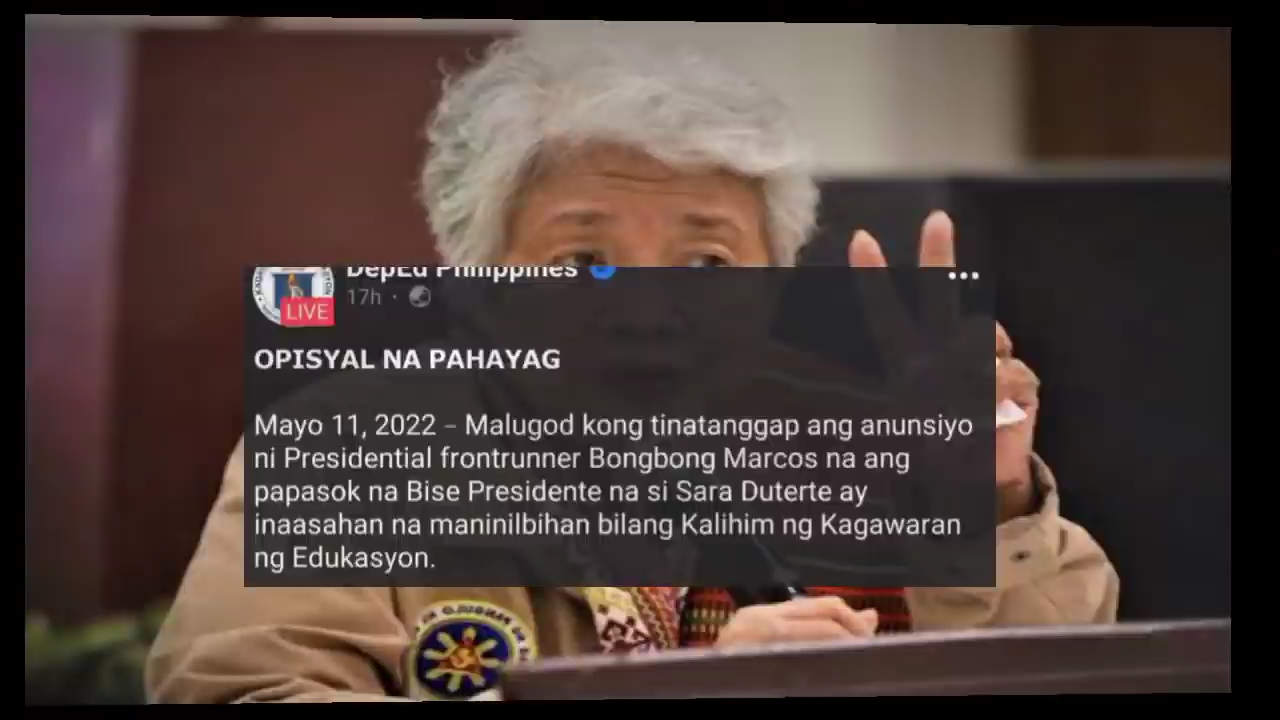 DepEd Philippines
LIVE
17h ·
OPISYAL NA PAHAYAG
Mayo 11, 2022 – Malugod kong tinatanggap ang anunsiyo
ni Presidential frontrunner Bongbong Marcos na ang
papasok na Bise Presidente na si Sara Duterte ay
inaasahan na maninilbihan bilang Kalihim ng Kagawaran
ng Edukasyon.